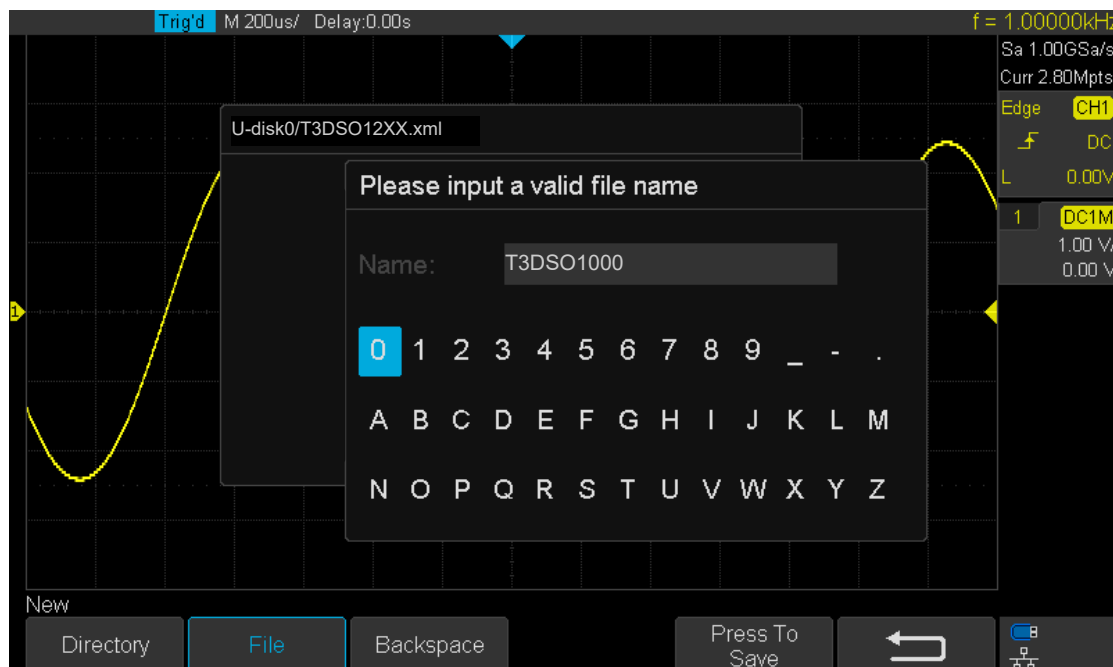 Trig'd M 200us/ Delay:0.00s f = 1.00000kHz
Sa 1.00GSa/s
Curr 2.80Mpts
Edge CH1
DC
L 0.00V
1 DC1M
1.00 V/
0.00 V
U-disk0/T3DSO12XX.xml
Please input a valid file name
Name: T3DSO1000
0 1 2 3 4 5 6 7 8 9 _ - .
A B C D E F G H I J K L M
N O P Q R S T U V W X Y Z
1
New
Directory File Backspace Press To
Save